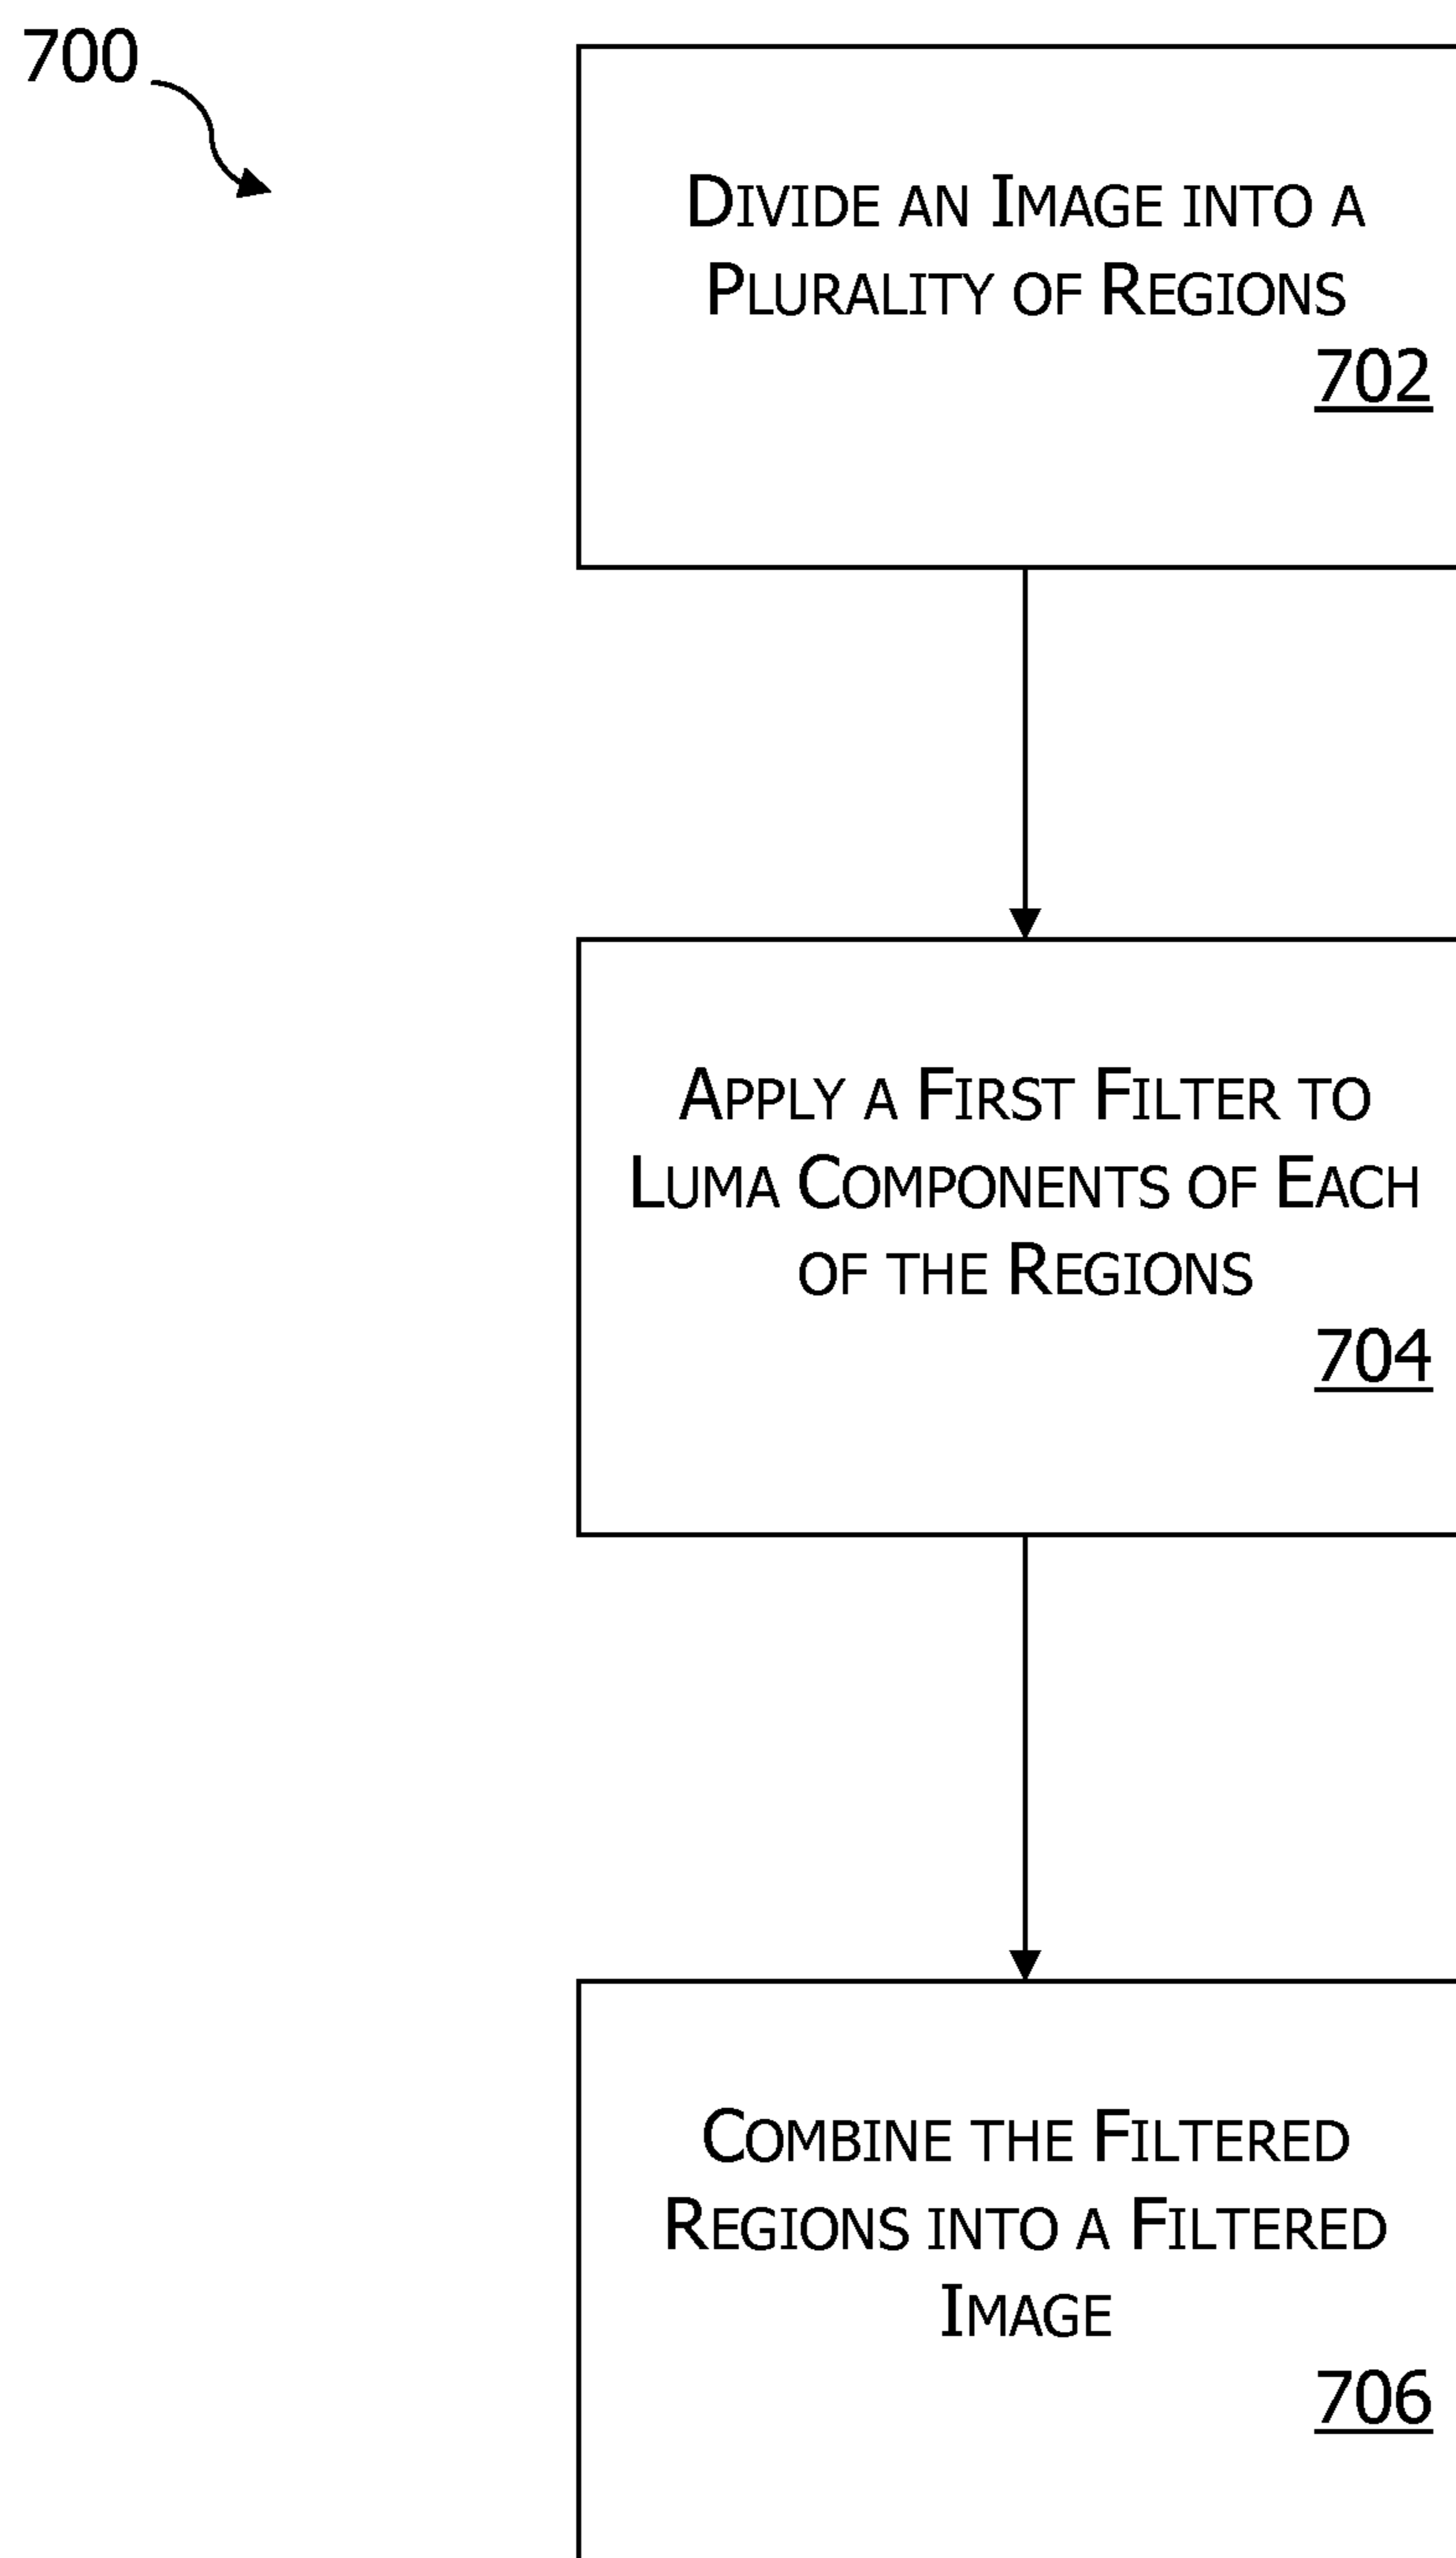 700
Divide an Image into a
Plurality of Regions
702
Apply a First Filter to
Luma Components of Each
of the Regions
704
Combine the Filtered
Regions into a Filtered
Image
706